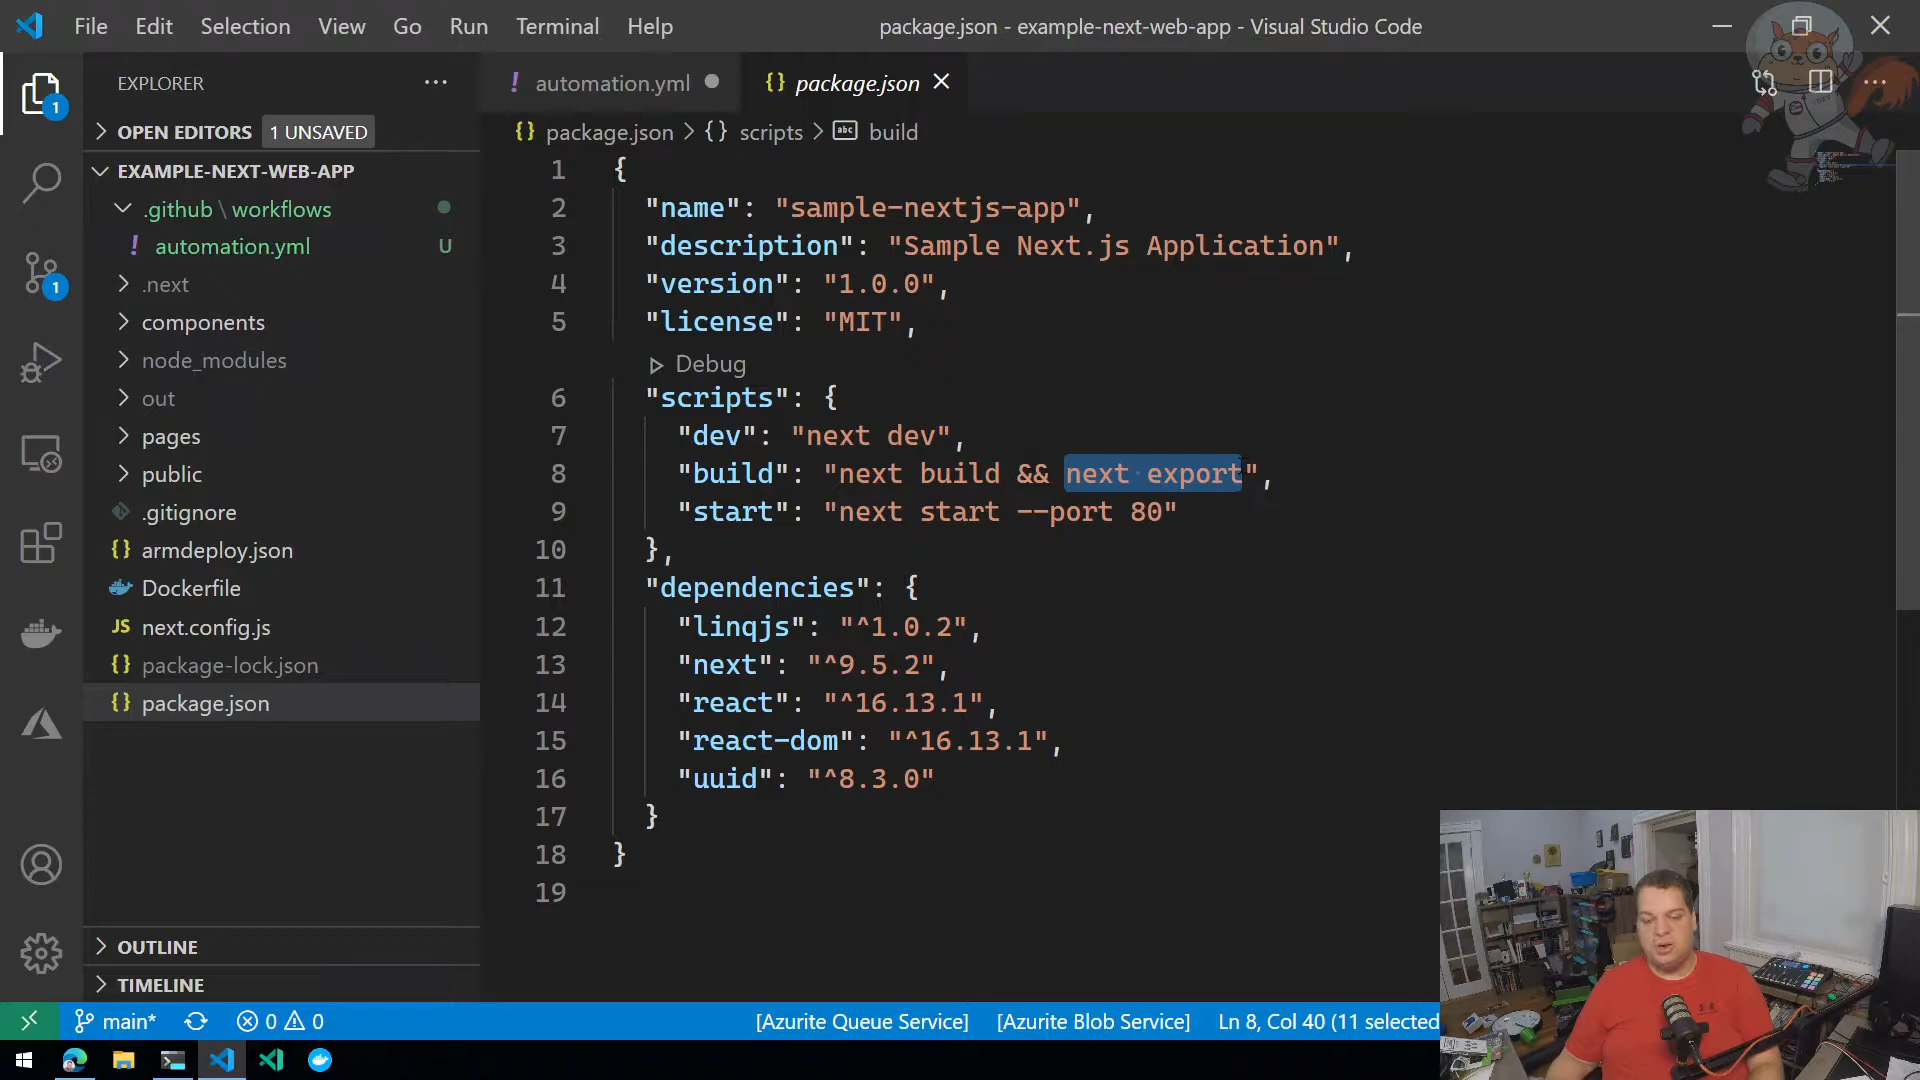 File Edit Selection View Go Run Terminal Help
package.json - example-next-web-app - Visual Studio Code
EXPLORER
OPEN EDITORS 1 UNSAVED
EXAMPLE-NEXT-WEB-APP
.github \ workflows
! automation.yml U
.next
components
node_modules
out
pages
public
.gitignore
{} armdeploy.json
Dockerfile
JS next.config.js
{} package-lock.json
{} package.json
OUTLINE
TIMELINE
1
1
! automation.yml
{} package.json
{} package.json > {} scripts > abc build
1 {
2 "name": "sample-nextjs-app",
3 "description": "Sample Next.js Application",
4 "version": "1.0.0",
5 "license": "MIT",
Debug
6 "scripts": {
7 "dev": "next dev",
8 "build": "next build && next export",
9 "start": "next start --port 80"
10 },
11 "dependencies": {
12 "linqjs": "^1.0.2",
13 "next": "^9.5.2",
14 "react": "^16.13.1",
15 "react-dom": "^16.13.1",
16 "uuid": "^8.3.0"
17 }
18 }
19
main* 0 0 [Azurite Queue Service] [Azurite Blob Service] Ln 8, Col 40 (11 selected